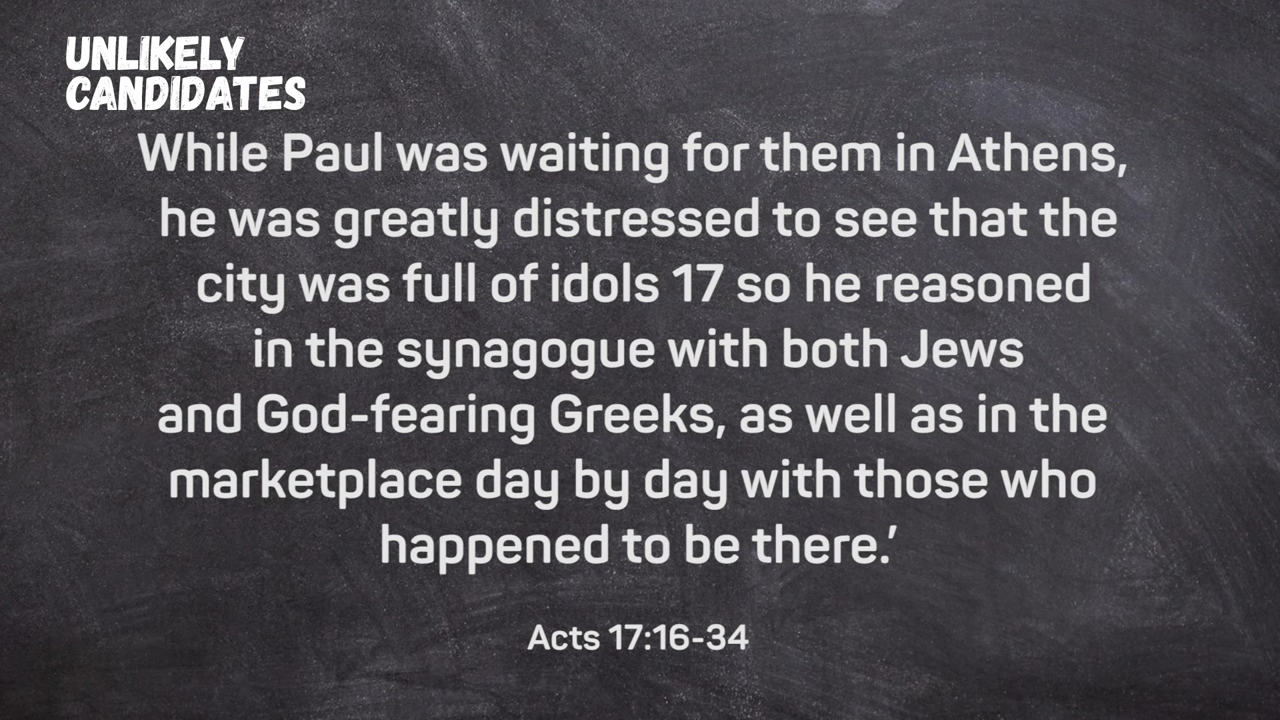 UNLIKELY
CANDIDATES
While Paul was waiting for them in Athens,
he was greatly distressed to see that the
city was full of idols 17 so he reasoned
in the synagogue with both Jews
and God-fearing Greeks, as well as in the
marketplace day by day with those who
happened to be there.’
Acts 17:16-34